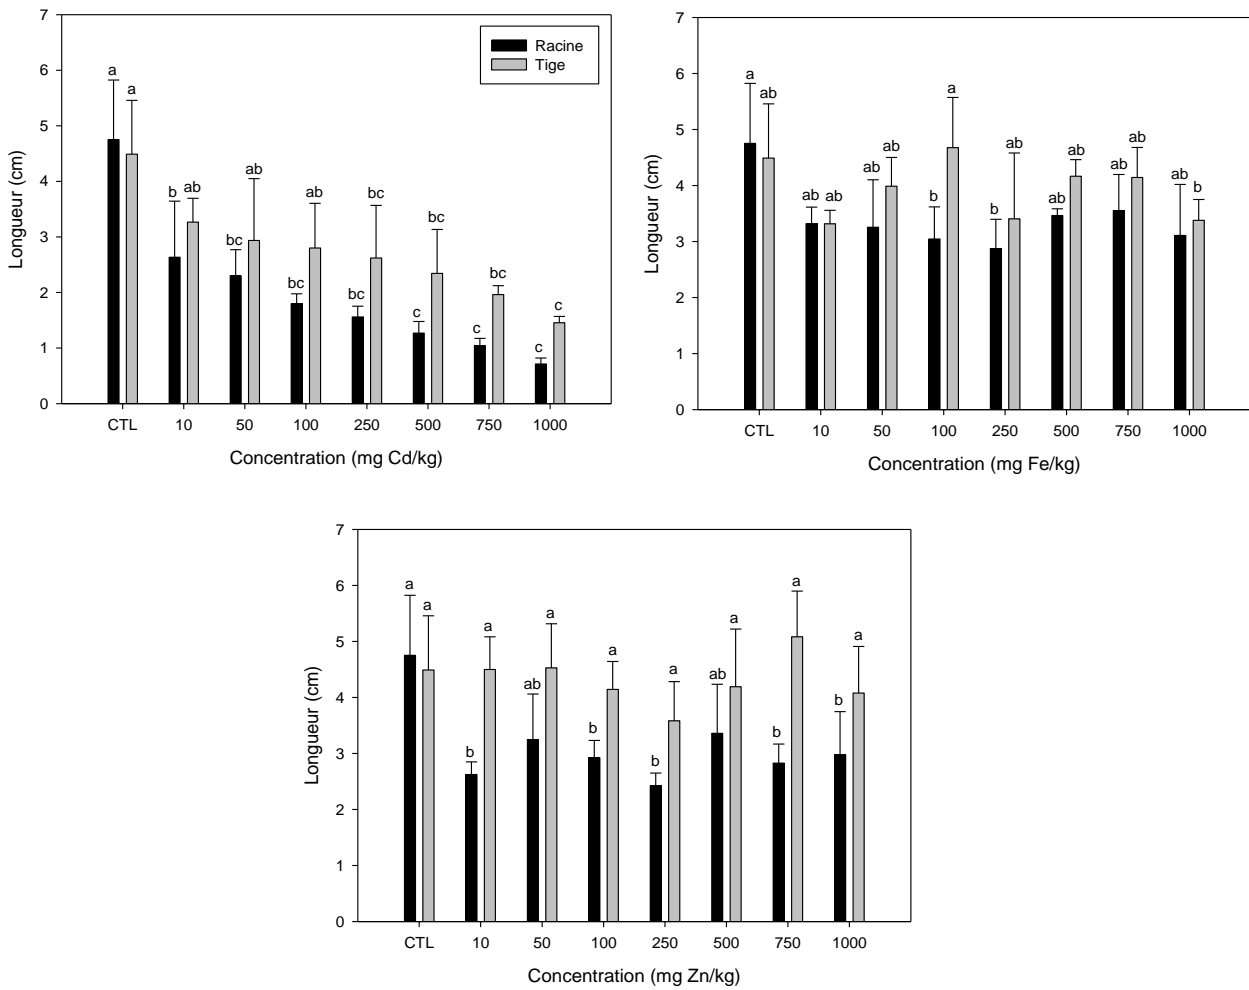 7
6
5
4
3
2
1
0
Longueur (cm)
Racine
Tige
a a
b ab
bc ab
bc ab
bc bc
c bc
c bc
c c
CTL 10 50 100 250 500 750 1000
Concentration (mg Cd/kg)
7
6
5
4
3
2
1
0
Longueur (cm)
a ab
ab ab
ab ab
b a
b ab
ab ab
ab ab
ab b
CTL 10 50 100 250 500 750 1000
Concentration (mg Fe/kg)
7
6
5
4
3
2
1
0
Longueur (cm)
a a
b a
ab a
b a
b a
ab a
b a
b a
CTL 10 50 100 250 500 750 1000
Concentration (mg Zn/kg)